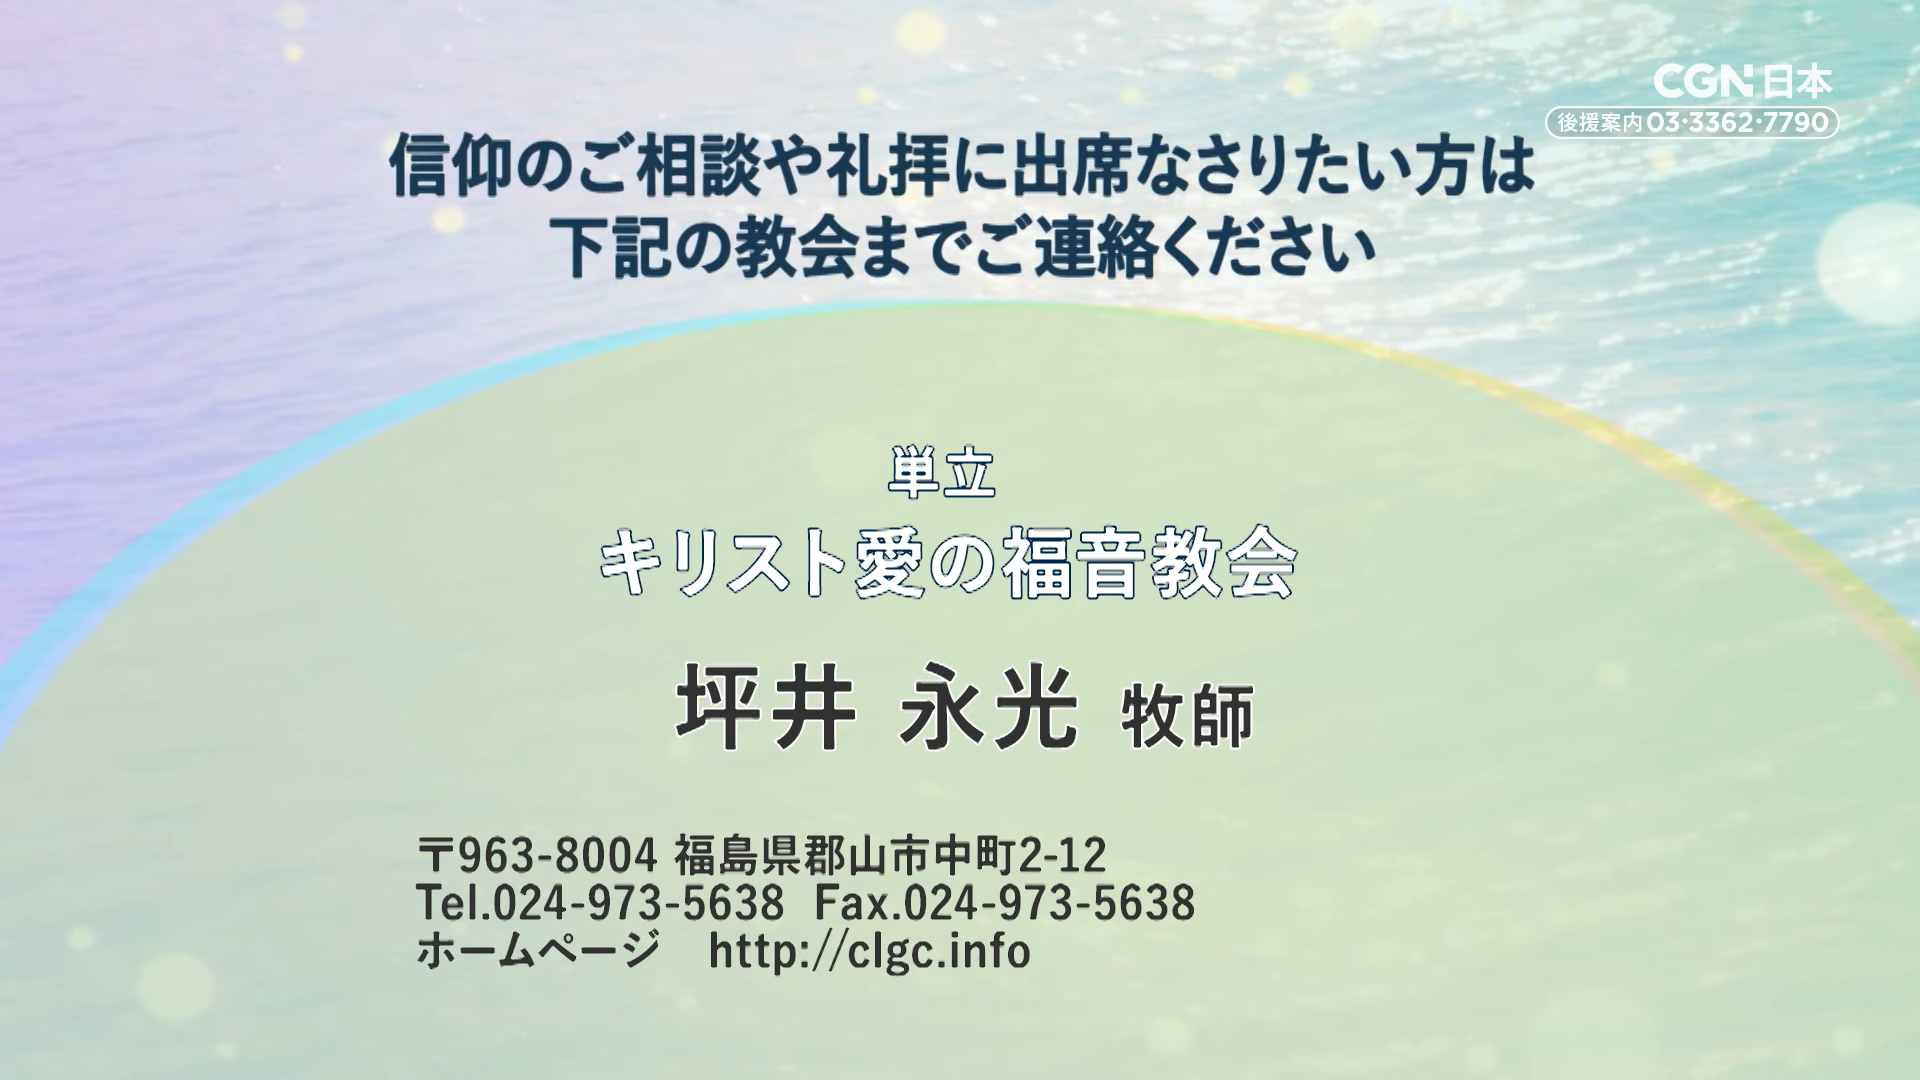 CGN日本
後援案内 03·3362·7790
信仰のご相談や礼拝に出席なさりたい方は
下記の教会までご連絡ください
単立
キリスト愛の福音教会
坪井 永光 牧師
〒963-8004 福島県郡山市中町2-12
Tel.024-973-5638 Fax.024-973-5638
ホームページ　http://clgc.info